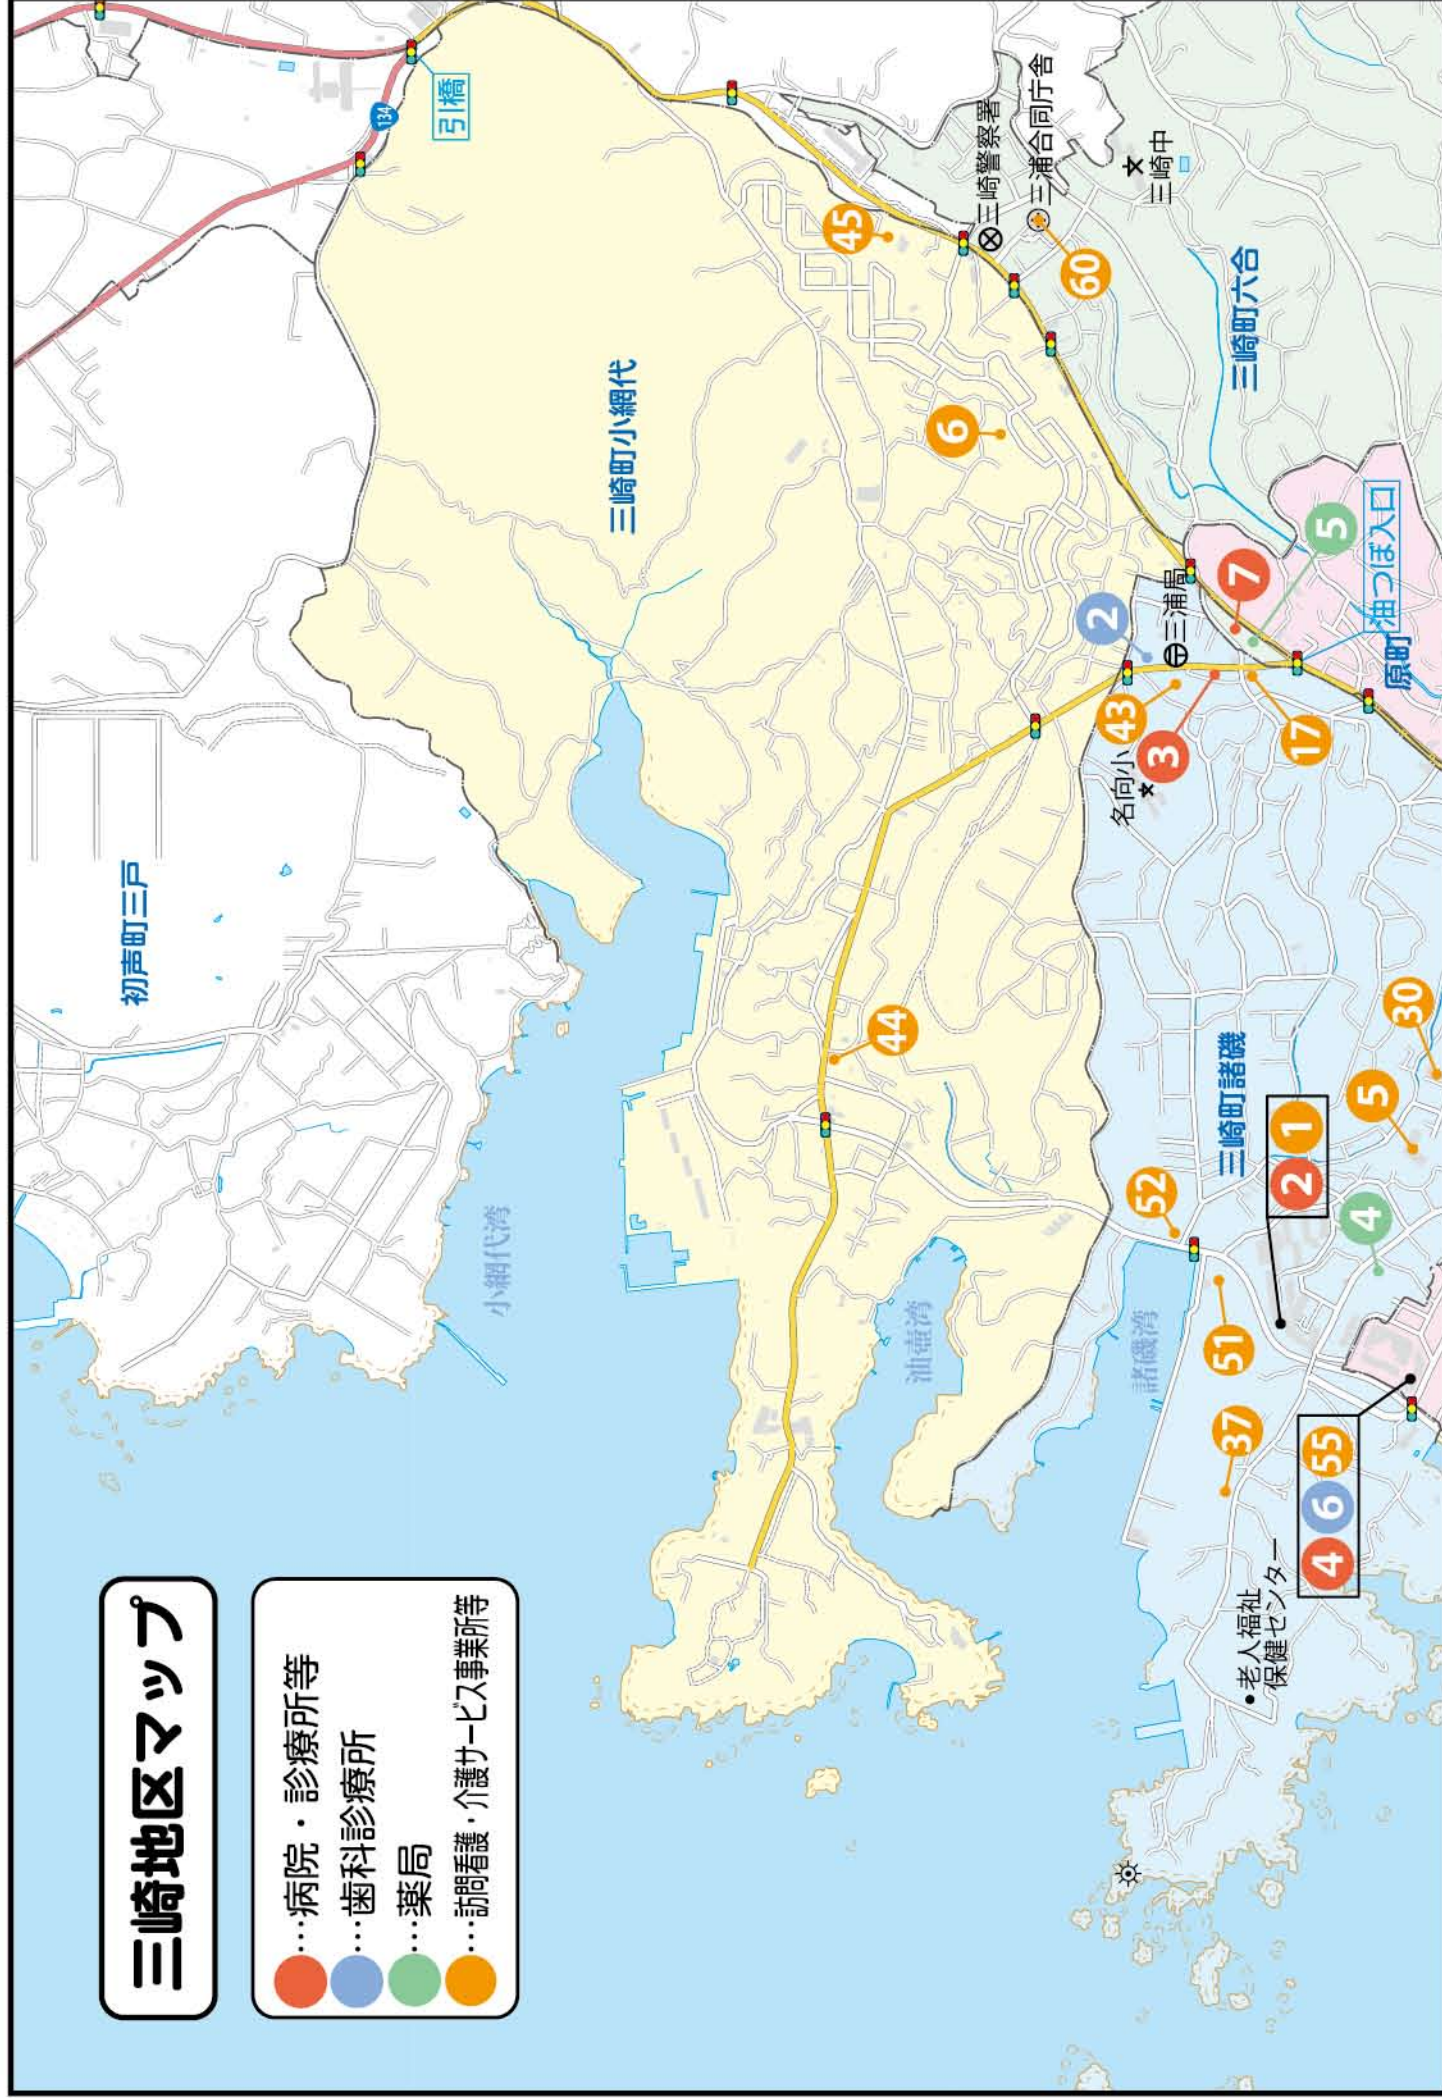 三崎地区マップ
…病院・診療所等
…歯科診療所
…薬局
…訪問看護・介護サービス事業所等
134
引橋
初声町三戸
三崎町小網代
小網代湾
油壺湾
諸磯湾
45
三崎警察署
三浦合同庁舎
60
三崎中
三崎町六合
6
2
三浦局
7
5
油つぼ入口
原町
43
3
名向小
17
44
三崎町諸磯
30
5
2 1
52
4
51
37
4 6 55
老人福祉
保健センター